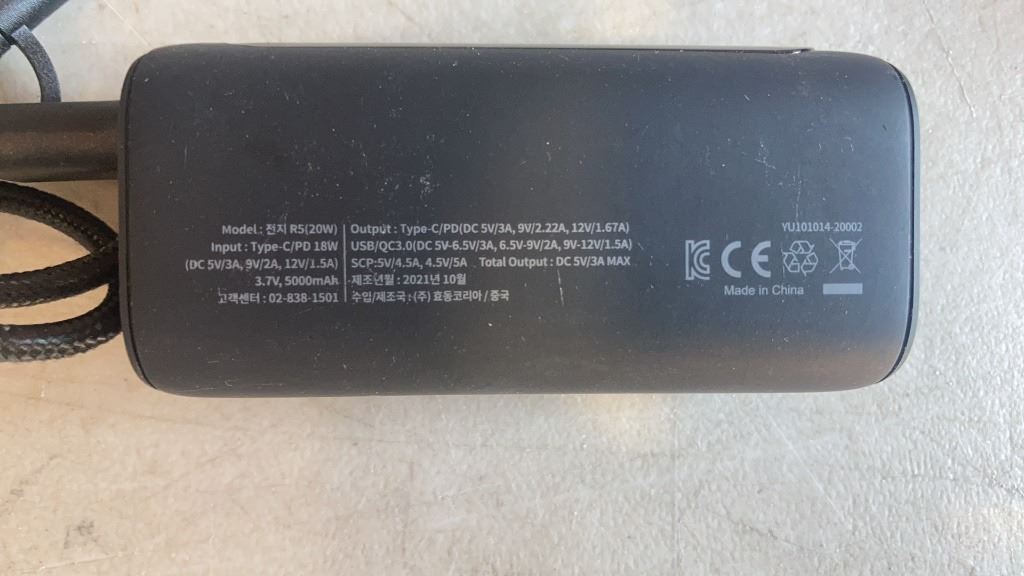 Model : 전지 R5(20W)
Input : Type-C/PD 18W
(DC 5V/3A, 9V/2A, 12V/1.5A)
3.7V, 5000mAh
고객센터 : 02-838-1501
Output : Type-C/PD(DC 5V/3A, 9V/2.22A, 12V/1.67A)
USB/QC3.0(DC 5V-6.5V/3A, 6.5V-9V/2A, 9V-12V/1.5A)
SCP:5V/4.5A, 4.5V/5A Total Output : DC 5V/3A MAX
제조년월 : 2021년 10월
수입/제조국 : (주) 효동코리아 / 중국
YU101014-20002
KC CE
Made in China